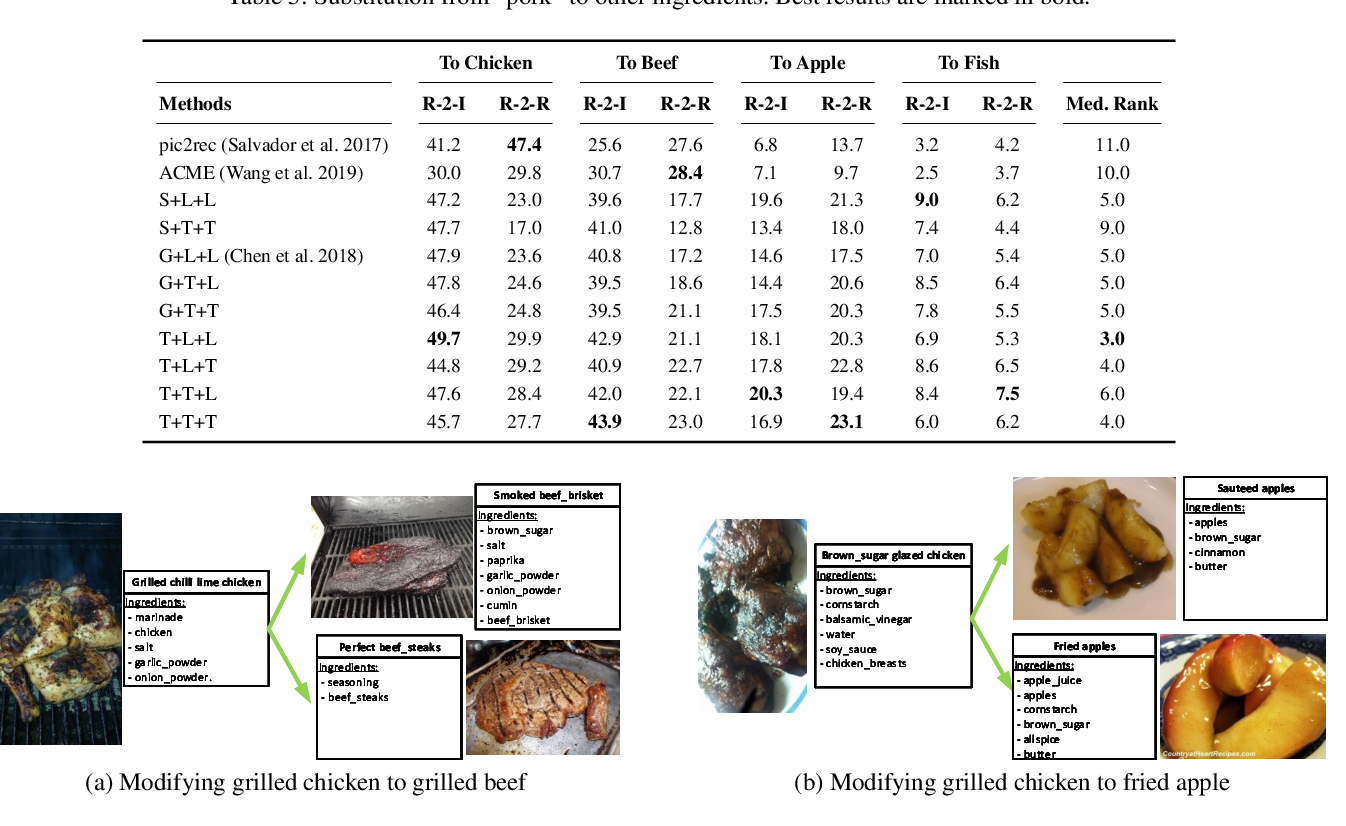 Table 3: Substitution from "pork" to other ingredients. Best results are marked in bold.
To Chicken To Beef To Apple To Fish
Methods R-2-I R-2-R R-2-I R-2-R R-2-I R-2-R R-2-I R-2-R Med. Rank
pic2rec (Salvador et al. 2017) 41.2 47.4 25.6 27.6 6.8 13.7 3.2 4.2 11.0
ACME (Wang et al. 2019) 30.0 29.8 30.7 28.4 7.1 9.7 2.5 3.7 10.0
S+L+L 47.2 23.0 39.6 17.7 19.6 21.3 9.0 6.2 5.0
S+T+T 47.7 17.0 41.0 12.8 13.4 18.0 7.4 4.4 9.0
G+L+L (Chen et al. 2018) 47.9 23.6 40.8 17.2 14.6 17.5 7.0 5.4 5.0
G+T+L 47.8 24.6 39.5 18.6 14.4 20.6 8.5 6.4 5.0
G+T+T 46.4 24.8 39.5 21.1 17.5 20.3 7.8 5.5 5.0
T+L+L 49.7 29.9 42.9 21.1 18.1 20.3 6.9 5.3 3.0
T+L+T 44.8 29.2 40.9 22.7 17.8 22.8 8.6 6.5 4.0
T+T+L 47.6 28.4 42.0 22.1 20.3 19.4 8.4 7.5 6.0
T+T+T 45.7 27.7 43.9 23.0 16.9 23.1 6.0 6.2 4.0
Grilled chilli lime chicken
Ingredients:
- marinade
- chicken
- salt
- garlic_powder
- onion_powder.
Smoked beef_brisket
Ingredients:
- brown_sugar
- salt
- paprika
- garlic_powder
- onion_powder
- cumin
- beef_brisket
Perfect beef_steaks
Ingredients:
- seasoning
- beef_steaks
(a) Modifying grilled chicken to grilled beef
Brown_sugar glazed chicken
Ingredients:
- brown_sugar
- cornstarch
- balsamic_vinegar
- water
- soy_sauce
- chicken_breasts
Sauteed apples
Ingredients:
- apples
- brown_sugar
- cinnamon
- butter
Fried apples
Ingredients:
- apple_juice
- apples
- cornstarch
- brown_sugar
- allspice
- butter
CountryatHeartRecipes.com
(b) Modifying grilled chicken to fried apple